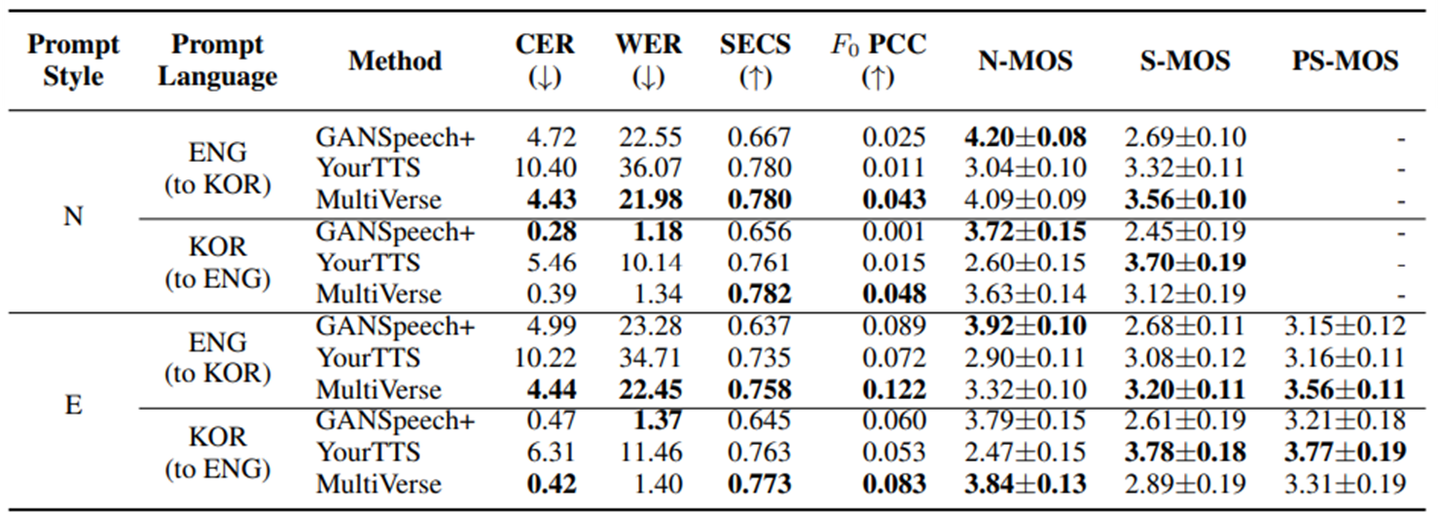 Prompt Style Prompt Language Method CER (↓) WER (↓) SECS (↑) F0 PCC (↑) N-MOS S-MOS PS-MOS
N
ENG (to KOR)
GANSpeech+ 4.72 22.55 0.667 0.025 4.20±0.08 2.69±0.10 -
YourTTS 10.40 36.07 0.780 0.011 3.04±0.10 3.32±0.11 -
MultiVerse 4.43 21.98 0.780 0.043 4.09±0.09 3.56±0.10 -
KOR (to ENG)
GANSpeech+ 0.28 1.18 0.656 0.001 3.72±0.15 2.45±0.19 -
YourTTS 5.46 10.14 0.761 0.015 2.60±0.15 3.70±0.19 -
MultiVerse 0.39 1.34 0.782 0.048 3.63±0.14 3.12±0.19 -
E
ENG (to KOR)
GANSpeech+ 4.99 23.28 0.637 0.089 3.92±0.10 2.68±0.11 3.15±0.12
YourTTS 10.22 34.71 0.735 0.072 2.90±0.11 3.08±0.12 3.16±0.11
MultiVerse 4.44 22.45 0.758 0.122 3.32±0.10 3.20±0.11 3.56±0.11
KOR (to ENG)
GANSpeech+ 0.47 1.37 0.645 0.060 3.79±0.15 2.61±0.19 3.21±0.18
YourTTS 6.31 11.46 0.763 0.053 2.47±0.15 3.78±0.18 3.77±0.19
MultiVerse 0.42 1.40 0.773 0.083 3.84±0.13 2.89±0.19 3.31±0.19